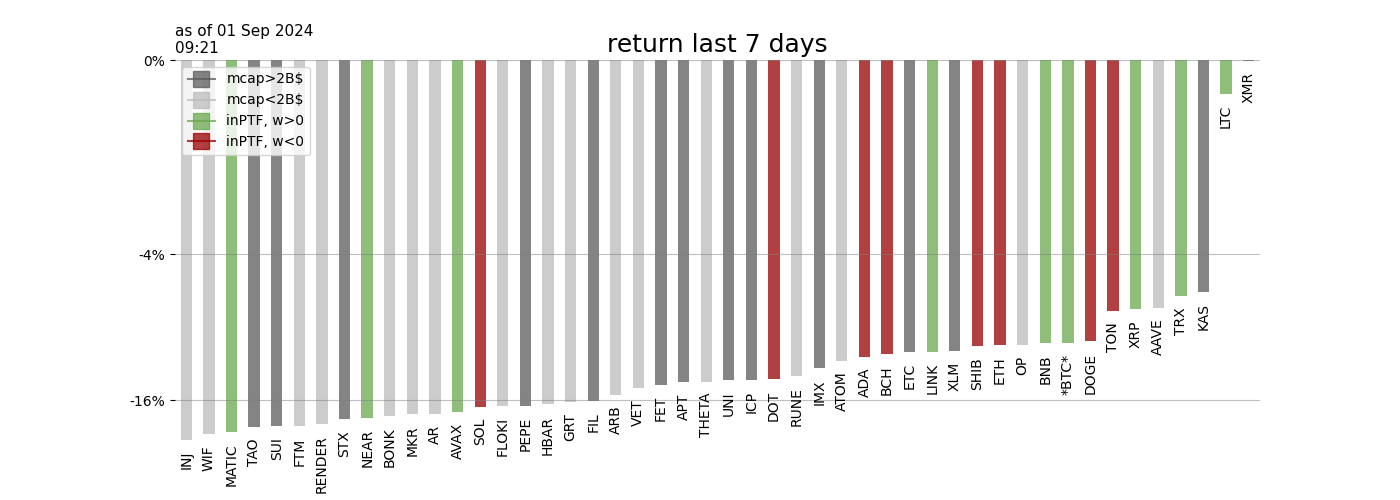 as of 01 Sep 2024
09:21
return last 7 days
0%
-4%
-16%
mcap>2B$
mcap<2B$
inPTF, w>0
inPTF, w<0
INJ
WIF
MATIC
TAO
SUI
FTM
RENDER
STX
NEAR
BONK
MKR
AR
AVAX
SOL
FLOKI
PEPE
HBAR
GRT
FIL
ARB
VET
FET
APT
THETA
UNI
ICP
DOT
RUNE
IMX
ATOM
ADA
BCH
ETC
LINK
XLM
SHIB
ETH
OP
BNB
*BTC*
DOGE
TON
XRP
AAVE
TRX
KAS
LTC
XMR